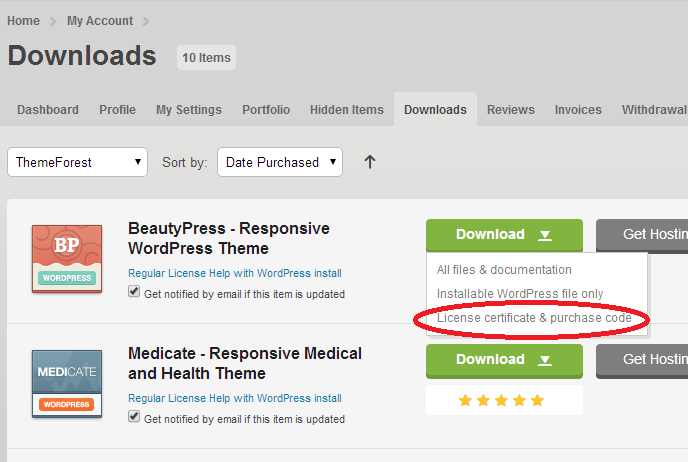 Home My Account
Downloads 10 Items
Dashboard Profile My Settings Portfolio Hidden Items Downloads Reviews Invoices Withdrawal
ThemeForest Sort by: Date Purchased
BP
WORDPRESS
BeautyPress - Responsive
WordPress Theme
Regular License Help with WordPress install
Get notified by email if this item is updated
Download
Get Hostin
All files & documentation
Installable WordPress file only
License certificate & purchase code
MEDICATE
WORDPRESS
Medicate - Responsive Medical
and Health Theme
Regular License Help with WordPress install
Get notified by email if this item is updated
Download
Get Hostin